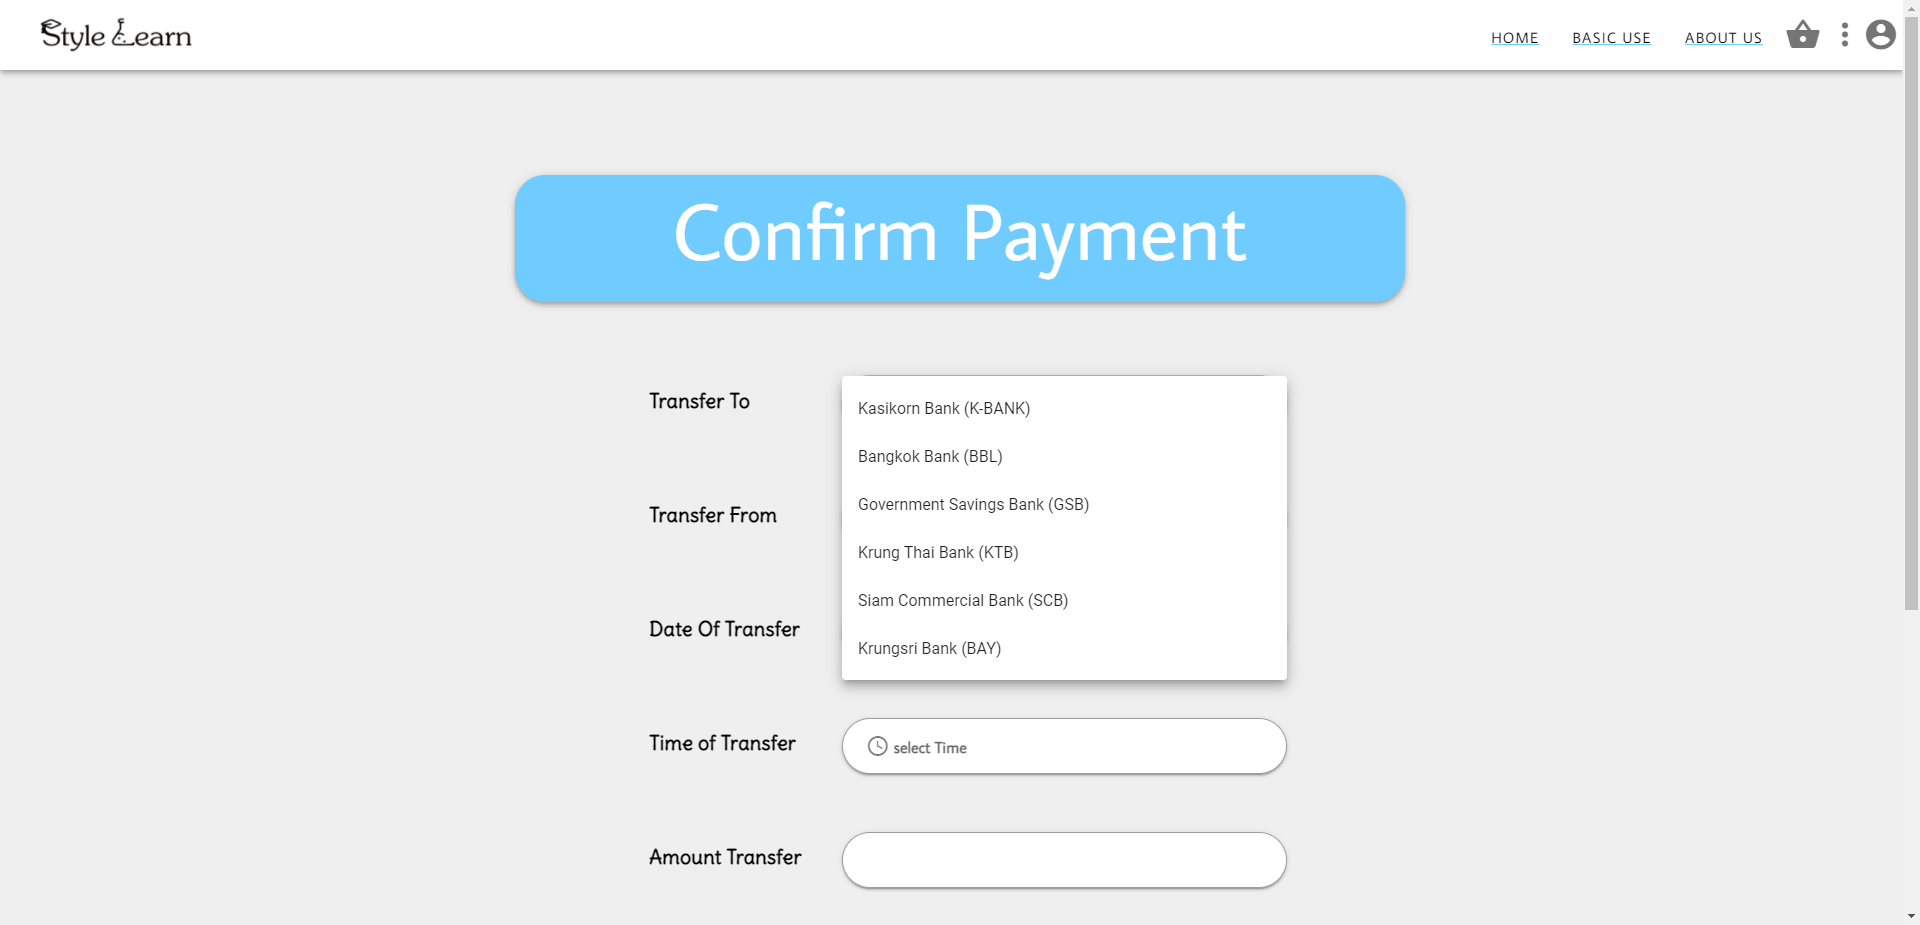 Style Learn
HOME BASIC USE ABOUT US
Confirm Payment
Transfer To
Kasikorn Bank (K-BANK)
Bangkok Bank (BBL)
Government Savings Bank (GSB)
Transfer From
Krung Thai Bank (KTB)
Siam Commercial Bank (SCB)
Date Of Transfer
Krungsri Bank (BAY)
Time of Transfer
select Time
Amount Transfer